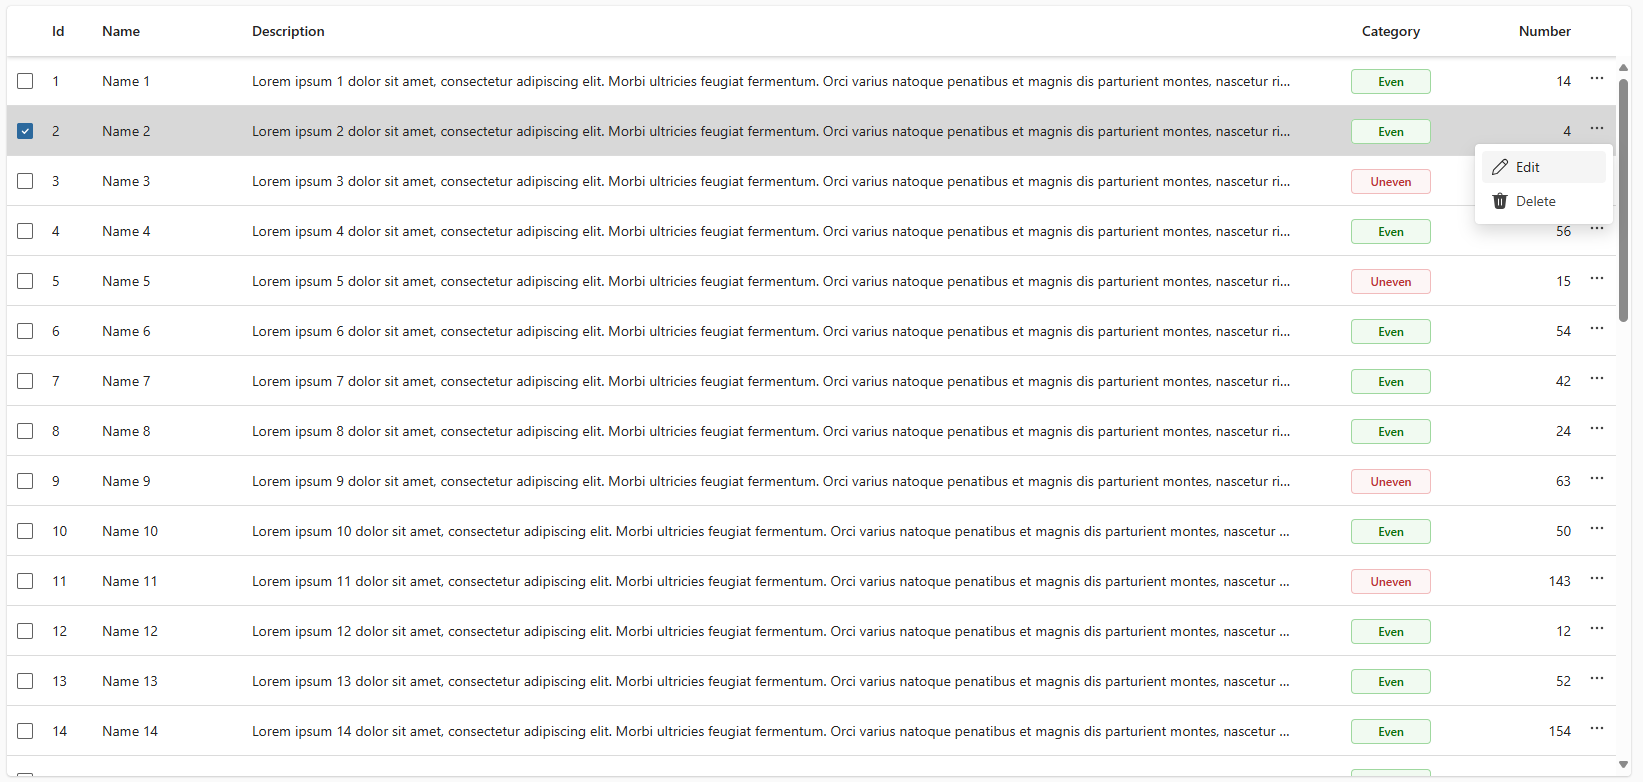 Id Name Description Category Number
1 Name 1 Lorem ipsum 1 dolor sit amet, consectetur adipiscing elit. Morbi ultricies feugiat fermentum. Orci varius natoque penatibus et magnis dis parturient montes, nascetur ri... Even 14 ...
2 Name 2 Lorem ipsum 2 dolor sit amet, consectetur adipiscing elit. Morbi ultricies feugiat fermentum. Orci varius natoque penatibus et magnis dis parturient montes, nascetur ri... Even 4 ...
Edit
3 Name 3 Lorem ipsum 3 dolor sit amet, consectetur adipiscing elit. Morbi ultricies feugiat fermentum. Orci varius natoque penatibus et magnis dis parturient montes, nascetur ri... Uneven
Delete
4 Name 4 Lorem ipsum 4 dolor sit amet, consectetur adipiscing elit. Morbi ultricies feugiat fermentum. Orci varius natoque penatibus et magnis dis parturient montes, nascetur ri... Even 56 ...
5 Name 5 Lorem ipsum 5 dolor sit amet, consectetur adipiscing elit. Morbi ultricies feugiat fermentum. Orci varius natoque penatibus et magnis dis parturient montes, nascetur ri... Uneven 15 ...
6 Name 6 Lorem ipsum 6 dolor sit amet, consectetur adipiscing elit. Morbi ultricies feugiat fermentum. Orci varius natoque penatibus et magnis dis parturient montes, nascetur ri... Even 54 ...
7 Name 7 Lorem ipsum 7 dolor sit amet, consectetur adipiscing elit. Morbi ultricies feugiat fermentum. Orci varius natoque penatibus et magnis dis parturient montes, nascetur ri... Even 42 ...
8 Name 8 Lorem ipsum 8 dolor sit amet, consectetur adipiscing elit. Morbi ultricies feugiat fermentum. Orci varius natoque penatibus et magnis dis parturient montes, nascetur ri... Even 24 ...
9 Name 9 Lorem ipsum 9 dolor sit amet, consectetur adipiscing elit. Morbi ultricies feugiat fermentum. Orci varius natoque penatibus et magnis dis parturient montes, nascetur ri... Uneven 63 ...
10 Name 10 Lorem ipsum 10 dolor sit amet, consectetur adipiscing elit. Morbi ultricies feugiat fermentum. Orci varius natoque penatibus et magnis dis parturient montes, nascetur ... Even 50 ...
11 Name 11 Lorem ipsum 11 dolor sit amet, consectetur adipiscing elit. Morbi ultricies feugiat fermentum. Orci varius natoque penatibus et magnis dis parturient montes, nascetur ... Uneven 143 ...
12 Name 12 Lorem ipsum 12 dolor sit amet, consectetur adipiscing elit. Morbi ultricies feugiat fermentum. Orci varius natoque penatibus et magnis dis parturient montes, nascetur ... Even 12 ...
13 Name 13 Lorem ipsum 13 dolor sit amet, consectetur adipiscing elit. Morbi ultricies feugiat fermentum. Orci varius natoque penatibus et magnis dis parturient montes, nascetur ... Even 52 ...
14 Name 14 Lorem ipsum 14 dolor sit amet, consectetur adipiscing elit. Morbi ultricies feugiat fermentum. Orci varius natoque penatibus et magnis dis parturient montes, nascetur ... Even 154 ...